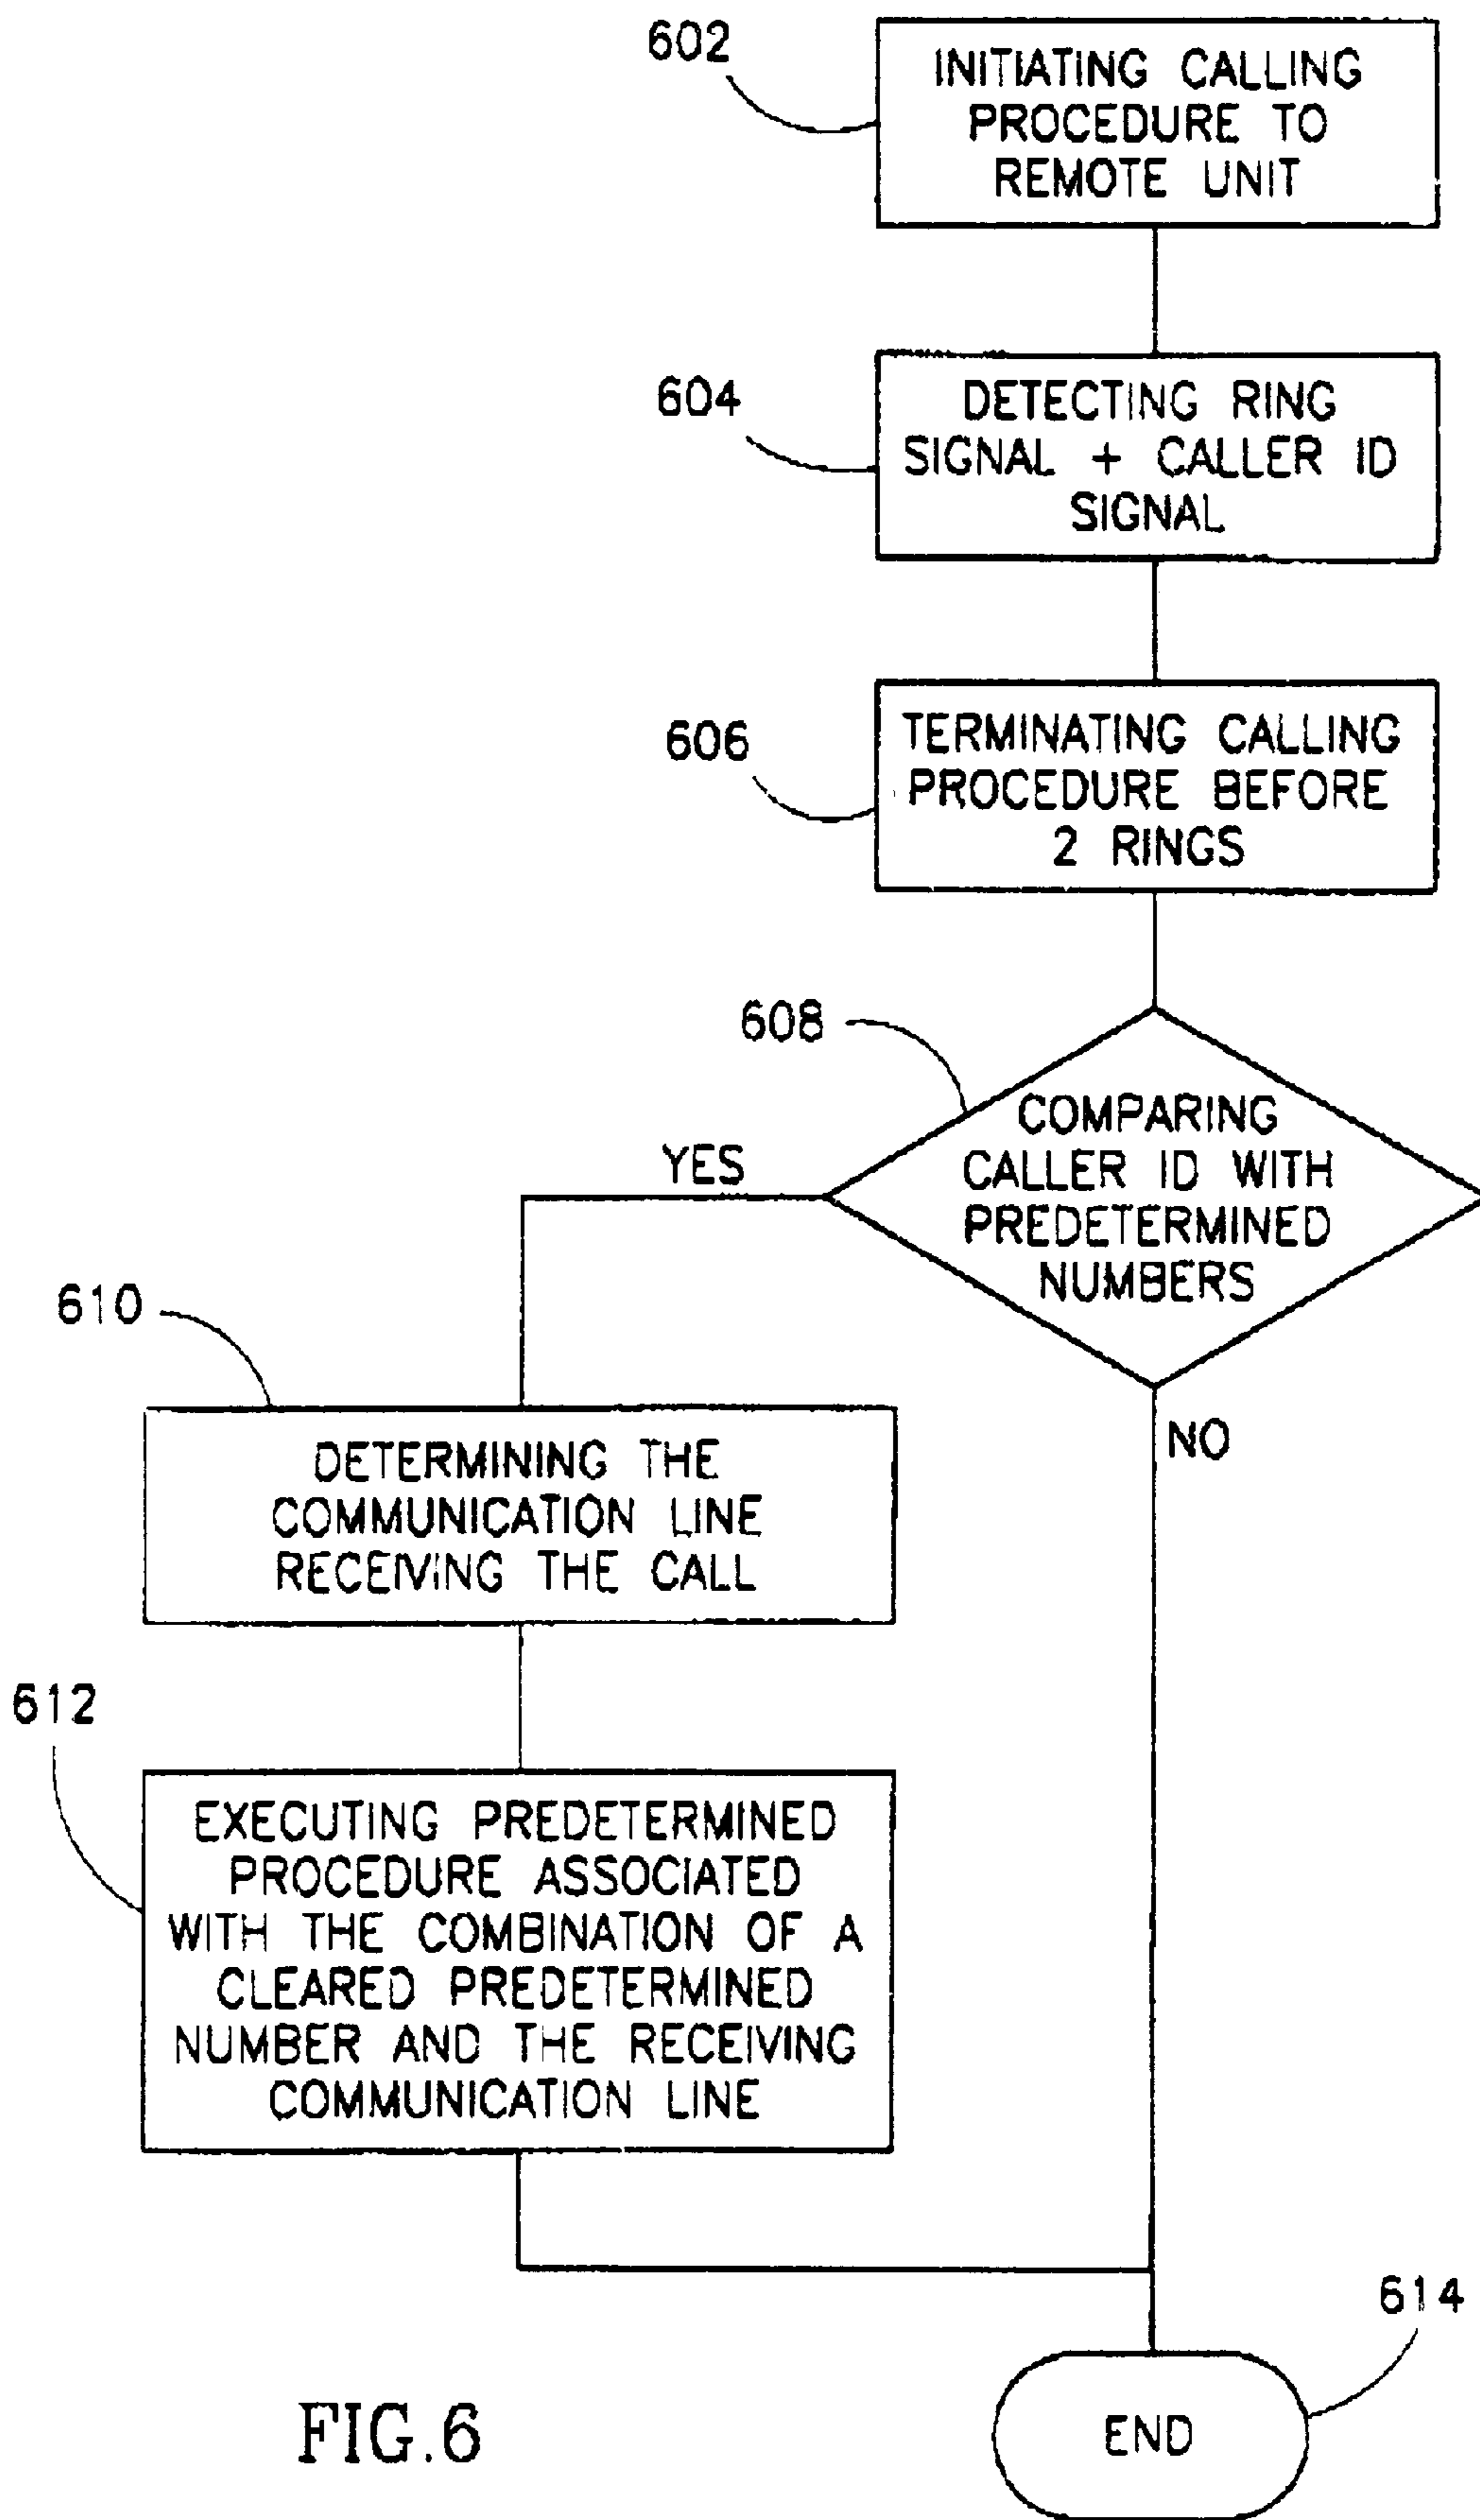 602
INITIATING CALLING
PROCEDURE TO
REMOTE UNIT
604
DETECTING RING
SIGNAL + CALLER ID
SIGNAL
606
TERMINATING CALLING
PROCEDURE BEFORE
2 RINGS
608
COMPARING
CALLER ID WITH
PREDETERMINED
NUMBERS
YES
NO
610
DETERMINING THE
COMMUNICATION LINE
RECEIVING THE CALL
612
EXECUTING PREDETERMINED
PROCEDURE ASSOCIATED
WITH THE COMBINATION OF A
CLEARED PREDETERMINED
NUMBER AND THE RECEIVING
COMMUNICATION LINE
614
END
FIG.6